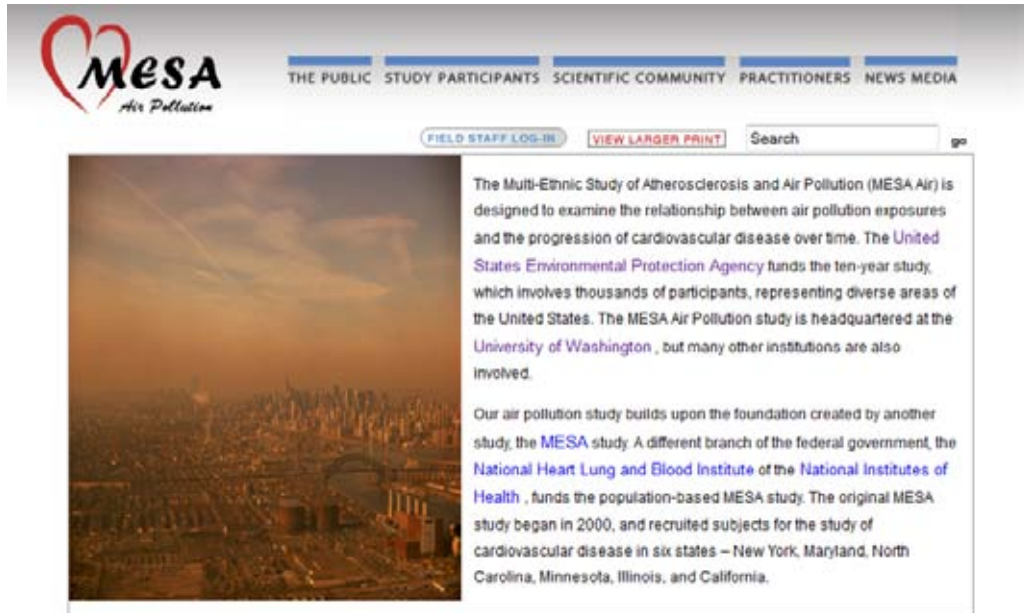 MESA
Air Pollution
THE PUBLIC STUDY PARTICIPANTS SCIENTIFIC COMMUNITY PRACTITIONERS NEWS MEDIA
FIELD STAFF LOG-IN VIEW LARGER PRINT Search go
The Multi-Ethnic Study of Atherosclerosis and Air Pollution (MESA Air) is
designed to examine the relationship between air pollution exposures
and the progression of cardiovascular disease over time. The United
States Environmental Protection Agency funds the ten-year study,
which involves thousands of participants, representing diverse areas of
the United States. The MESA Air Pollution study is headquartered at the
University of Washington , but many other institutions are also
involved.
Our air pollution study builds upon the foundation created by another
study, the MESA study. A different branch of the federal government, the
National Heart Lung and Blood Institute of the National Institutes of
Health , funds the population-based MESA study. The original MESA
study began in 2000, and recruited subjects for the study of
cardiovascular disease in six states – New York, Maryland, North
Carolina, Minnesota, Illinois, and California.